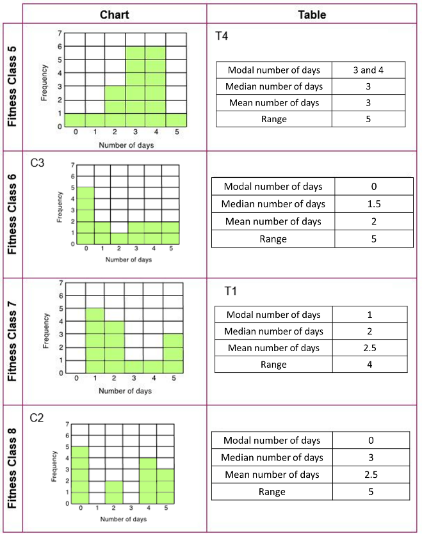 Chart Table
Fitness Class 5
7
6
5
4
3
2
1
0
Frequency
0 1 2 3 4 5
Number of days
T4
Modal number of days 3 and 4
Median number of days 3
Mean number of days 3
Range 5
Fitness Class 6
C3
7
6
5
4
3
2
1
0
Frequency
0 1 2 3 4 5
Number of days
Modal number of days 0
Median number of days 1.5
Mean number of days 2
Range 5
Fitness Class 7
7
6
5
4
3
2
1
0
Frequency
1 2 3 4 5
Number of days
T1
Modal number of days 1
Median number of days 2
Mean number of days 2.5
Range 4
Fitness Class 8
C2
7
6
5
4
3
2
1
0
Frequency
0 1 2 3 4 5
Number of days
Modal number of days 0
Median number of days 3
Mean number of days 2.5
Range 5